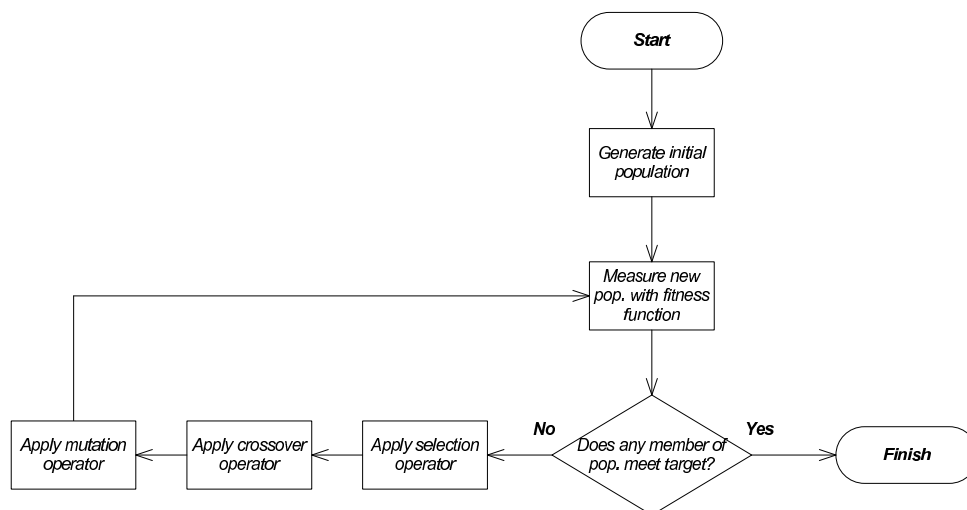 Start
Generate initial
population
Measure new
pop. with fitness
function
Does any member of
pop. meet target?
No
Yes
Apply selection
operator
Apply crossover
operator
Apply mutation
operator
Finish